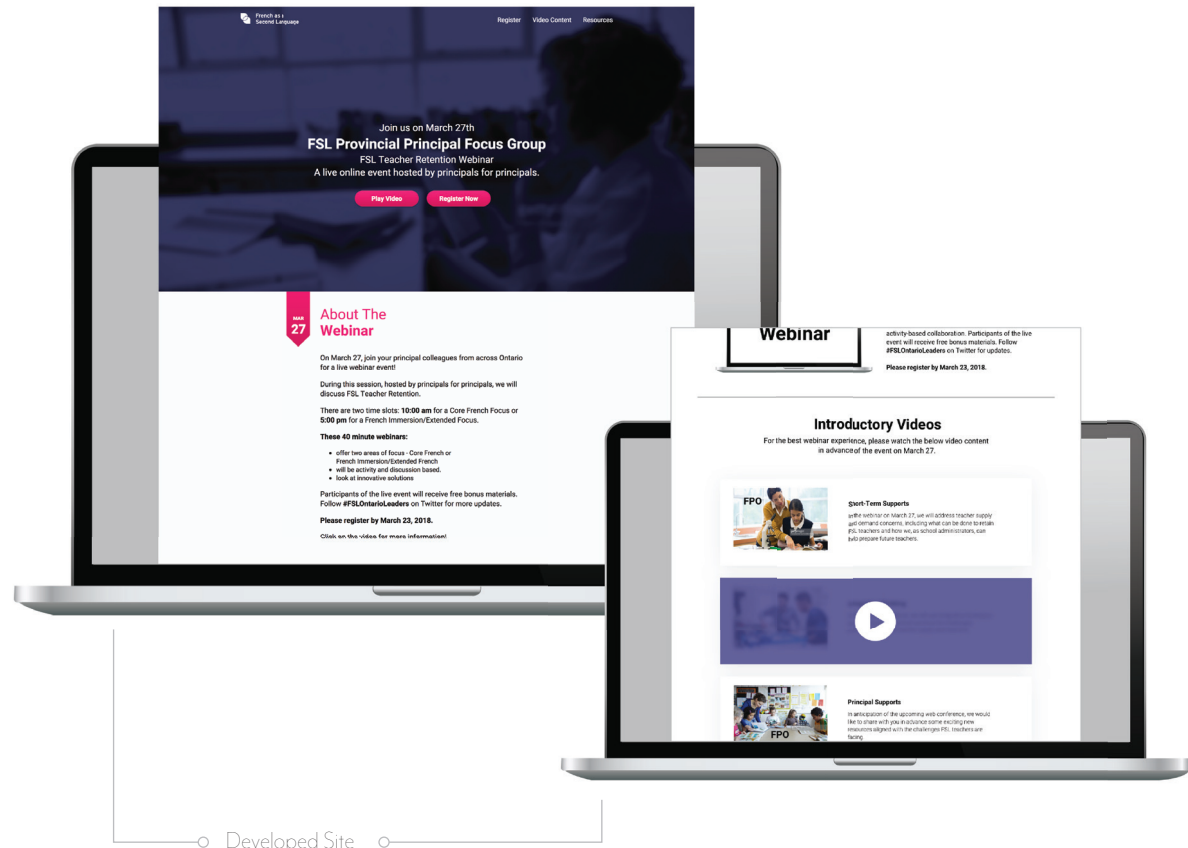 French as a
Second Language
Register Video Content Resources
Join us on March 27th
FSL Provincial Principal Focus Group
FSL Teacher Retention Webinar
A live online event hosted by principals for principals.
Play Video Register Now
MAR
27
About The
Webinar
On March 27, join your principal colleagues from across Ontario
for a live webinar event!
During this session, hosted by principals for principals, we will
discuss FSL Teacher Retention.
There are two time slots: 10:00 am for a Core French Focus or
5:00 pm for a French Immersion/Extended Focus.
These 40 minute webinars:
• offer two areas of focus - Core French or
French Immersion/Extended French
• will be activity and discussion based.
• look at innovative solutions
Participants of the live event will receive free bonus materials.
Follow #FSLOntarioLeaders on Twitter for more updates.
Please register by March 23, 2018.
Click on the video for more information!
Webinar
activity-based collaboration. Participants of the live
event will receive free bonus materials. Follow
#FSLOntarioLeaders on Twitter for updates.
Please register by March 23, 2018.
Introductory Videos
For the best webinar experience, please watch the below video content
in advance of the event on March 27.
FPO
Short-Term Supports
In the webinar on March 27, we will address teacher supply
and demand concerns, including what can be done to retain
FSL teachers and how we, as school administrators, can
help prepare future teachers.
Principal Supports
In anticipation of the upcoming web conference, we would
like to share with you in advance some exciting new
resources aligned with the challenges FSL teachers are
facing.
FPO
Developed Site